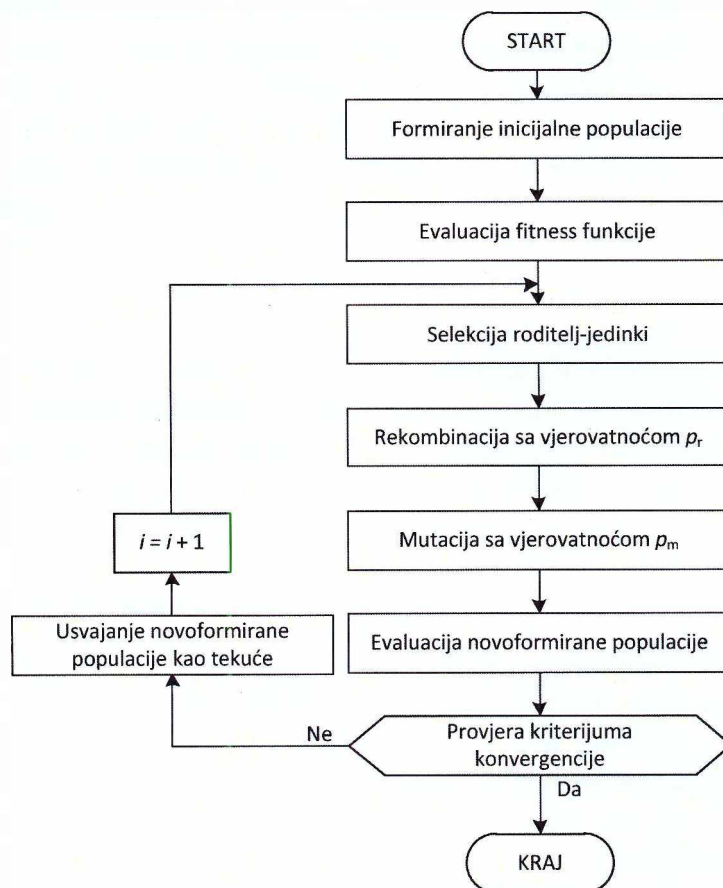 START
Formiranje inicijalne populacije
Evaluacija fitness funkcije
Selekcija roditelj-jedinki
Rekombinacija sa vjerovatnoćom pr
Mutacija sa vjerovatnoćom pm
Evaluacija novoformirane populacije
Provjera kriterijuma
konvergencije
Ne
Usvajanje novoformirane
populacije kao tekuće
i = i + 1
Da
KRAJ